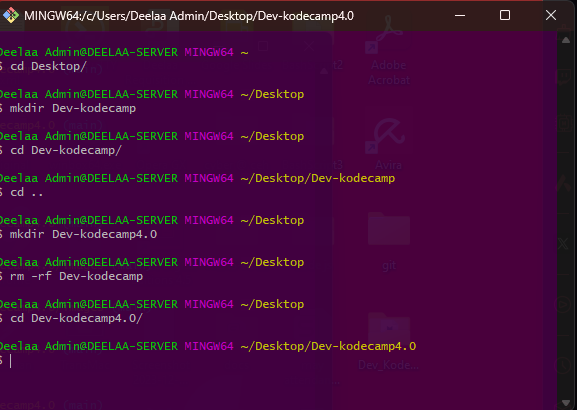 MINGW64:/c/Users/Deelaa Admin/Desktop/Dev-kodecamp4.0
Deelaa Admin@DEELAA-SERVER MINGW64 ~
$ cd Desktop/
Deelaa Admin@DEELAA-SERVER MINGW64 ~/Desktop
$ mkdir Dev-kodecamp
Deelaa Admin@DEELAA-SERVER MINGW64 ~/Desktop
$ cd Dev-kodecamp/
Deelaa Admin@DEELAA-SERVER MINGW64 ~/Desktop/Dev-kodecamp
$ cd ..
Deelaa Admin@DEELAA-SERVER MINGW64 ~/Desktop
$ mkdir Dev-kodecamp4.0
Deelaa Admin@DEELAA-SERVER MINGW64 ~/Desktop
$ rm -rf Dev-kodecamp
Deelaa Admin@DEELAA-SERVER MINGW64 ~/Desktop
$ cd Dev-kodecamp4.0/
Deelaa Admin@DEELAA-SERVER MINGW64 ~/Desktop/Dev-kodecamp4.0
$
Adobe
Acrobat
Avira
git
Dev_Kode...